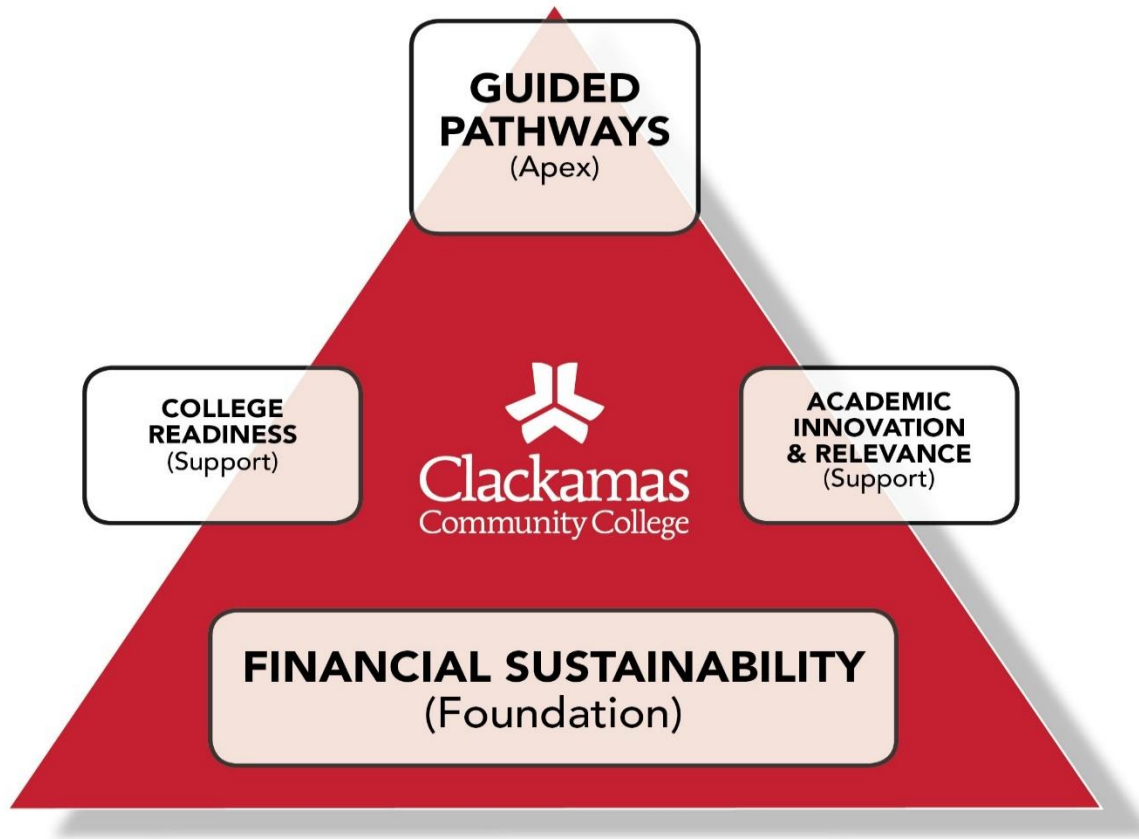 GUIDED
PATHWAYS
(Apex)
COLLEGE
READINESS
(Support)
ACADEMIC
INNOVATION
& RELEVANCE
(Support)
Clackamas
Community College
FINANCIAL SUSTAINABILITY
(Foundation)